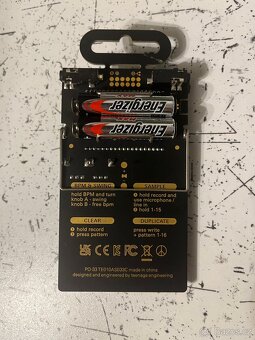 Energizer
Energizer
BPM & SWING
hold BPM and turn
knob A - swing
knob B - free bpm
SAMPLE
hold record and
use microphone /
line in
hold 1-16
CLEAR
hold record
press pattern
DUPLICATE
press write
+ pattern 1-16
made in china
designed and engineered by teenage engineering